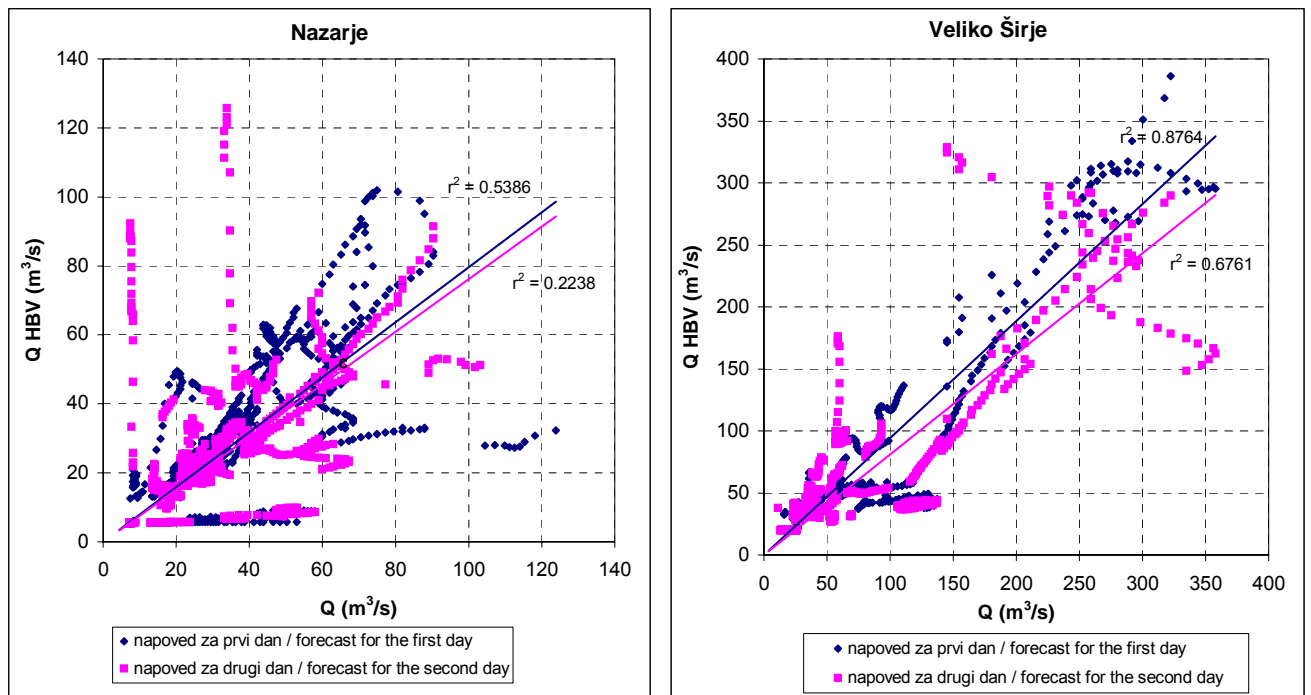 Nazarje
140
120
100
80
60
40
20
0
Q HBV (m³/s)
r² = 0.5386
r² = 0.2238
0 20 40 60 80 100 120 140
Q (m³/s)
napoved za prvi dan / forecast for the first day
napoved za drugi dan / forecast for the second day
Veliko Širje
400
350
300
250
200
150
100
50
0
Q HBV (m³/s)
r² = 0.8764
r² = 0.6761
0 50 100 150 200 250 300 350 400
Q (m³/s)
napoved za prvi dan / forecast for the first day
napoved za drugi dan / forecast for the second day